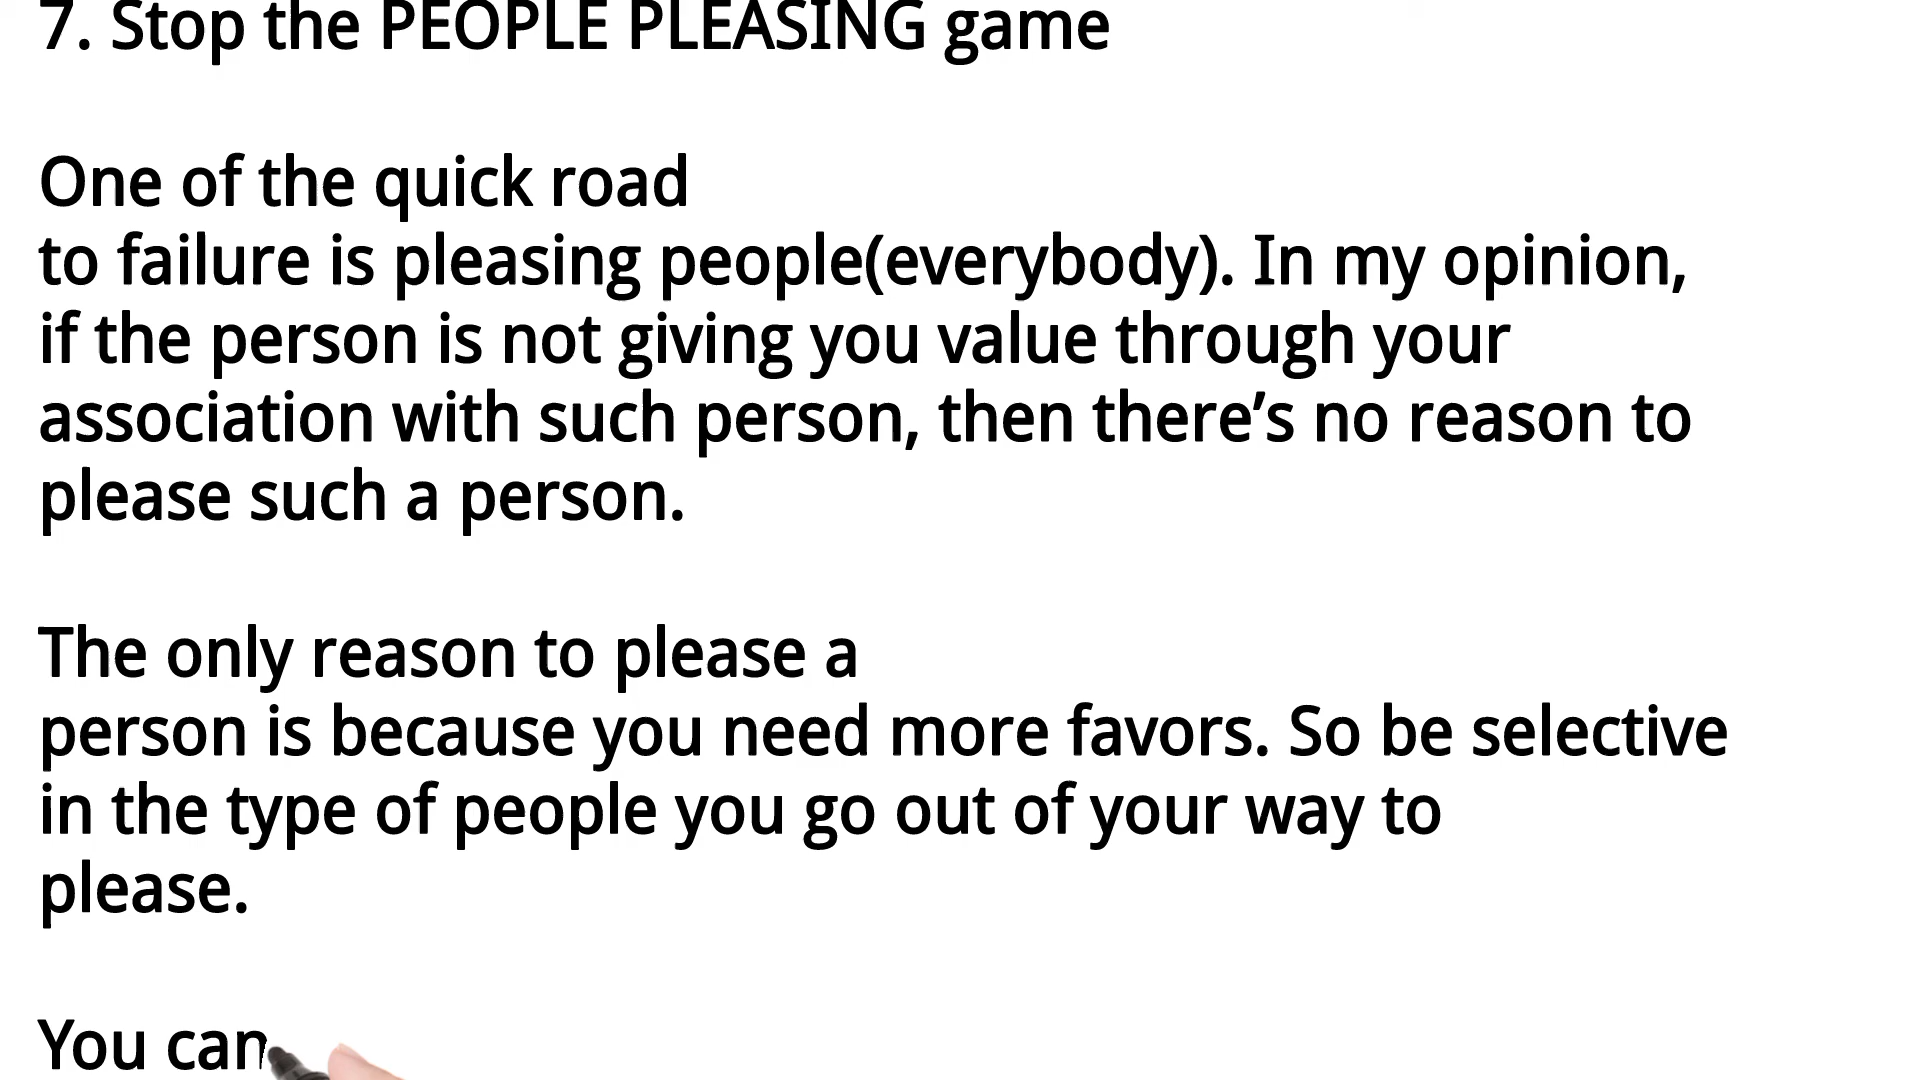 7. Stop the PEOPLE PLEASING game
One of the quick road
to failure is pleasing people(everybody). In my opinion,
if the person is not giving you value through your
association with such person, then there’s no reason to
please such a person.
The only reason to please a
person is because you need more favors. So be selective
in the type of people you go out of your way to
please.
You can